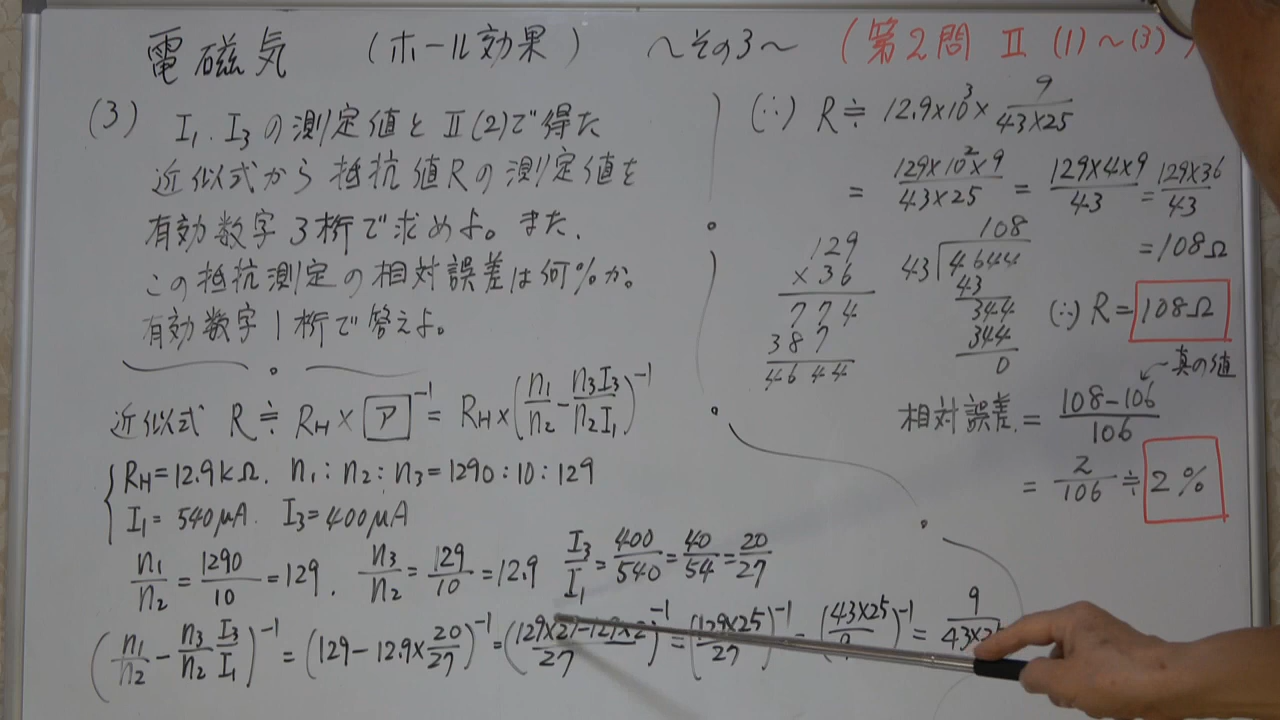 電磁気 (ホール効果) ～その3～ (第2問 Ⅱ (1)～(3))
(3) I₁、I₃の測定値とⅡ(2)で得た
近似式から抵抗値Rの測定値を
有効数字3桁で求めよ。また、
この抵抗測定の相対誤差は何%か。
有効数字1桁で答えよ。
近似式 R ≒ R_H × [ア]⁻¹ = R_H × (n₁/n₂ - n₃I₃/n₂I₁)⁻¹
R_H = 12.9kΩ. n₁ : n₂ : n₃ = 1290 : 10 : 129
I₁ = 540μA. I₃ = 400μA
n₁/n₂ = 1290/10 = 129. n₃/n₂ = 129/10 = 12.9 I₃/I₁ = 400/540 = 40/54 = 20/27
(n₁/n₂ - n₃/n₂ I₃/I₁)⁻¹ = (129 - 12.9×20/27)⁻¹ = (129×27-129×2/27)⁻¹ = (129×25/27)⁻¹ = (43×25/9)⁻¹ = 9/43×25
(∴) R ≒ 12.9×10³ × 9/43×25
= 129×10²×9/43×25 = 129×4×9/43 = 129×36/43
= 108Ω
129
×36
774
387
4644
108
43)4644
43
344
344
0
(∴) R = 108Ω
真の値
相対誤差 = 108-106/106
= 2/106 ≒ 2%